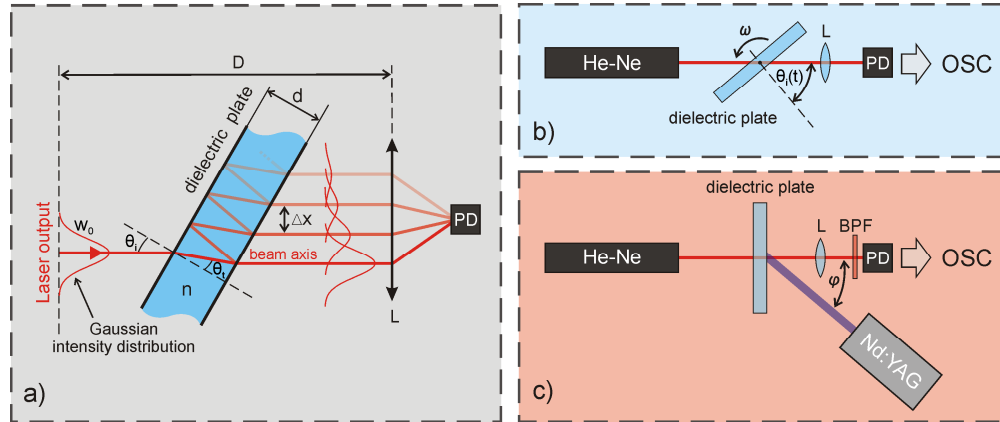 D
d
dielectric plate
Laser output
w₀
θᵢ
θₜ
n
Δx
beam axis
PD
L
Gaussian
intensity distribution
a)
He-Ne
ω
L
θᵢ(t)
PD
OSC
dielectric plate
b)
dielectric plate
He-Ne
L
BPF
PD
OSC
φ
Nd:YAG
c)